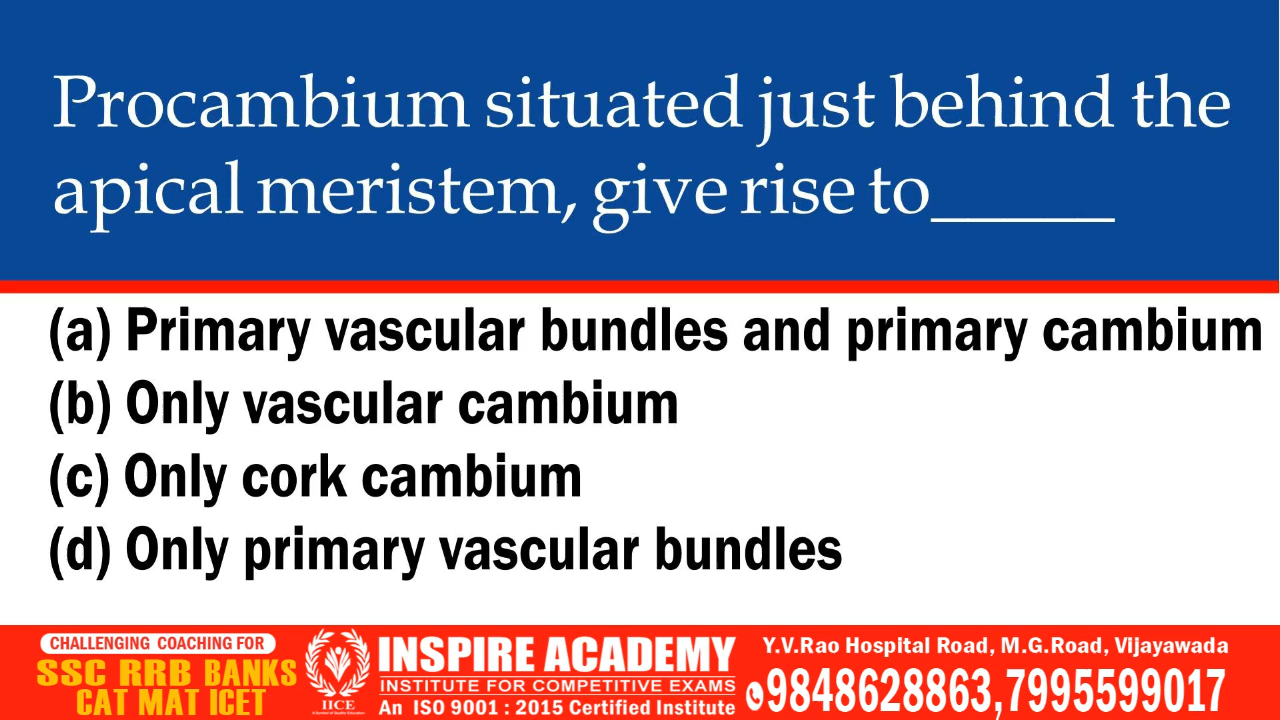 Procambium situated just behind the
apical meristem, give rise to______
(a) Primary vascular bundles and primary cambium
(b) Only vascular cambium
(c) Only cork cambium
(d) Only primary vascular bundles
CHALLENGING COACHING FOR
SSC RRB BANKS
CAT MAT ICET
IICE
INSPIRE ACADEMY
INSTITUTE FOR COMPETITIVE EXAMS
An ISO 9001 : 2015 Certified Institute
Y.V.Rao Hospital Road, M.G.Road, Vijayawada
9848628863,7995599017